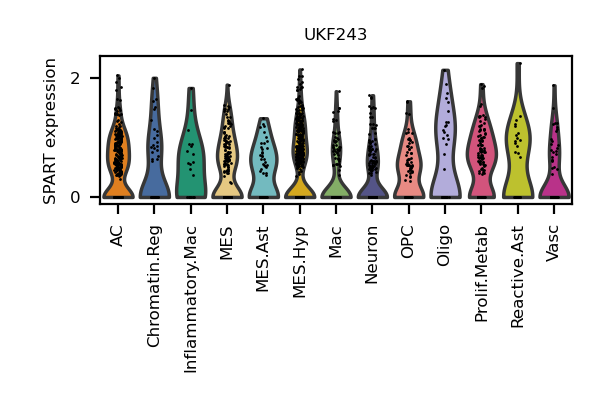 UKF243
SPART expression
2
0
AC
Chromatin.Reg
Inflammatory.Mac
MES
MES.Ast
MES.Hyp
Mac
Neuron
OPC
Oligo
Prolif.Metab
Reactive.Ast
Vasc